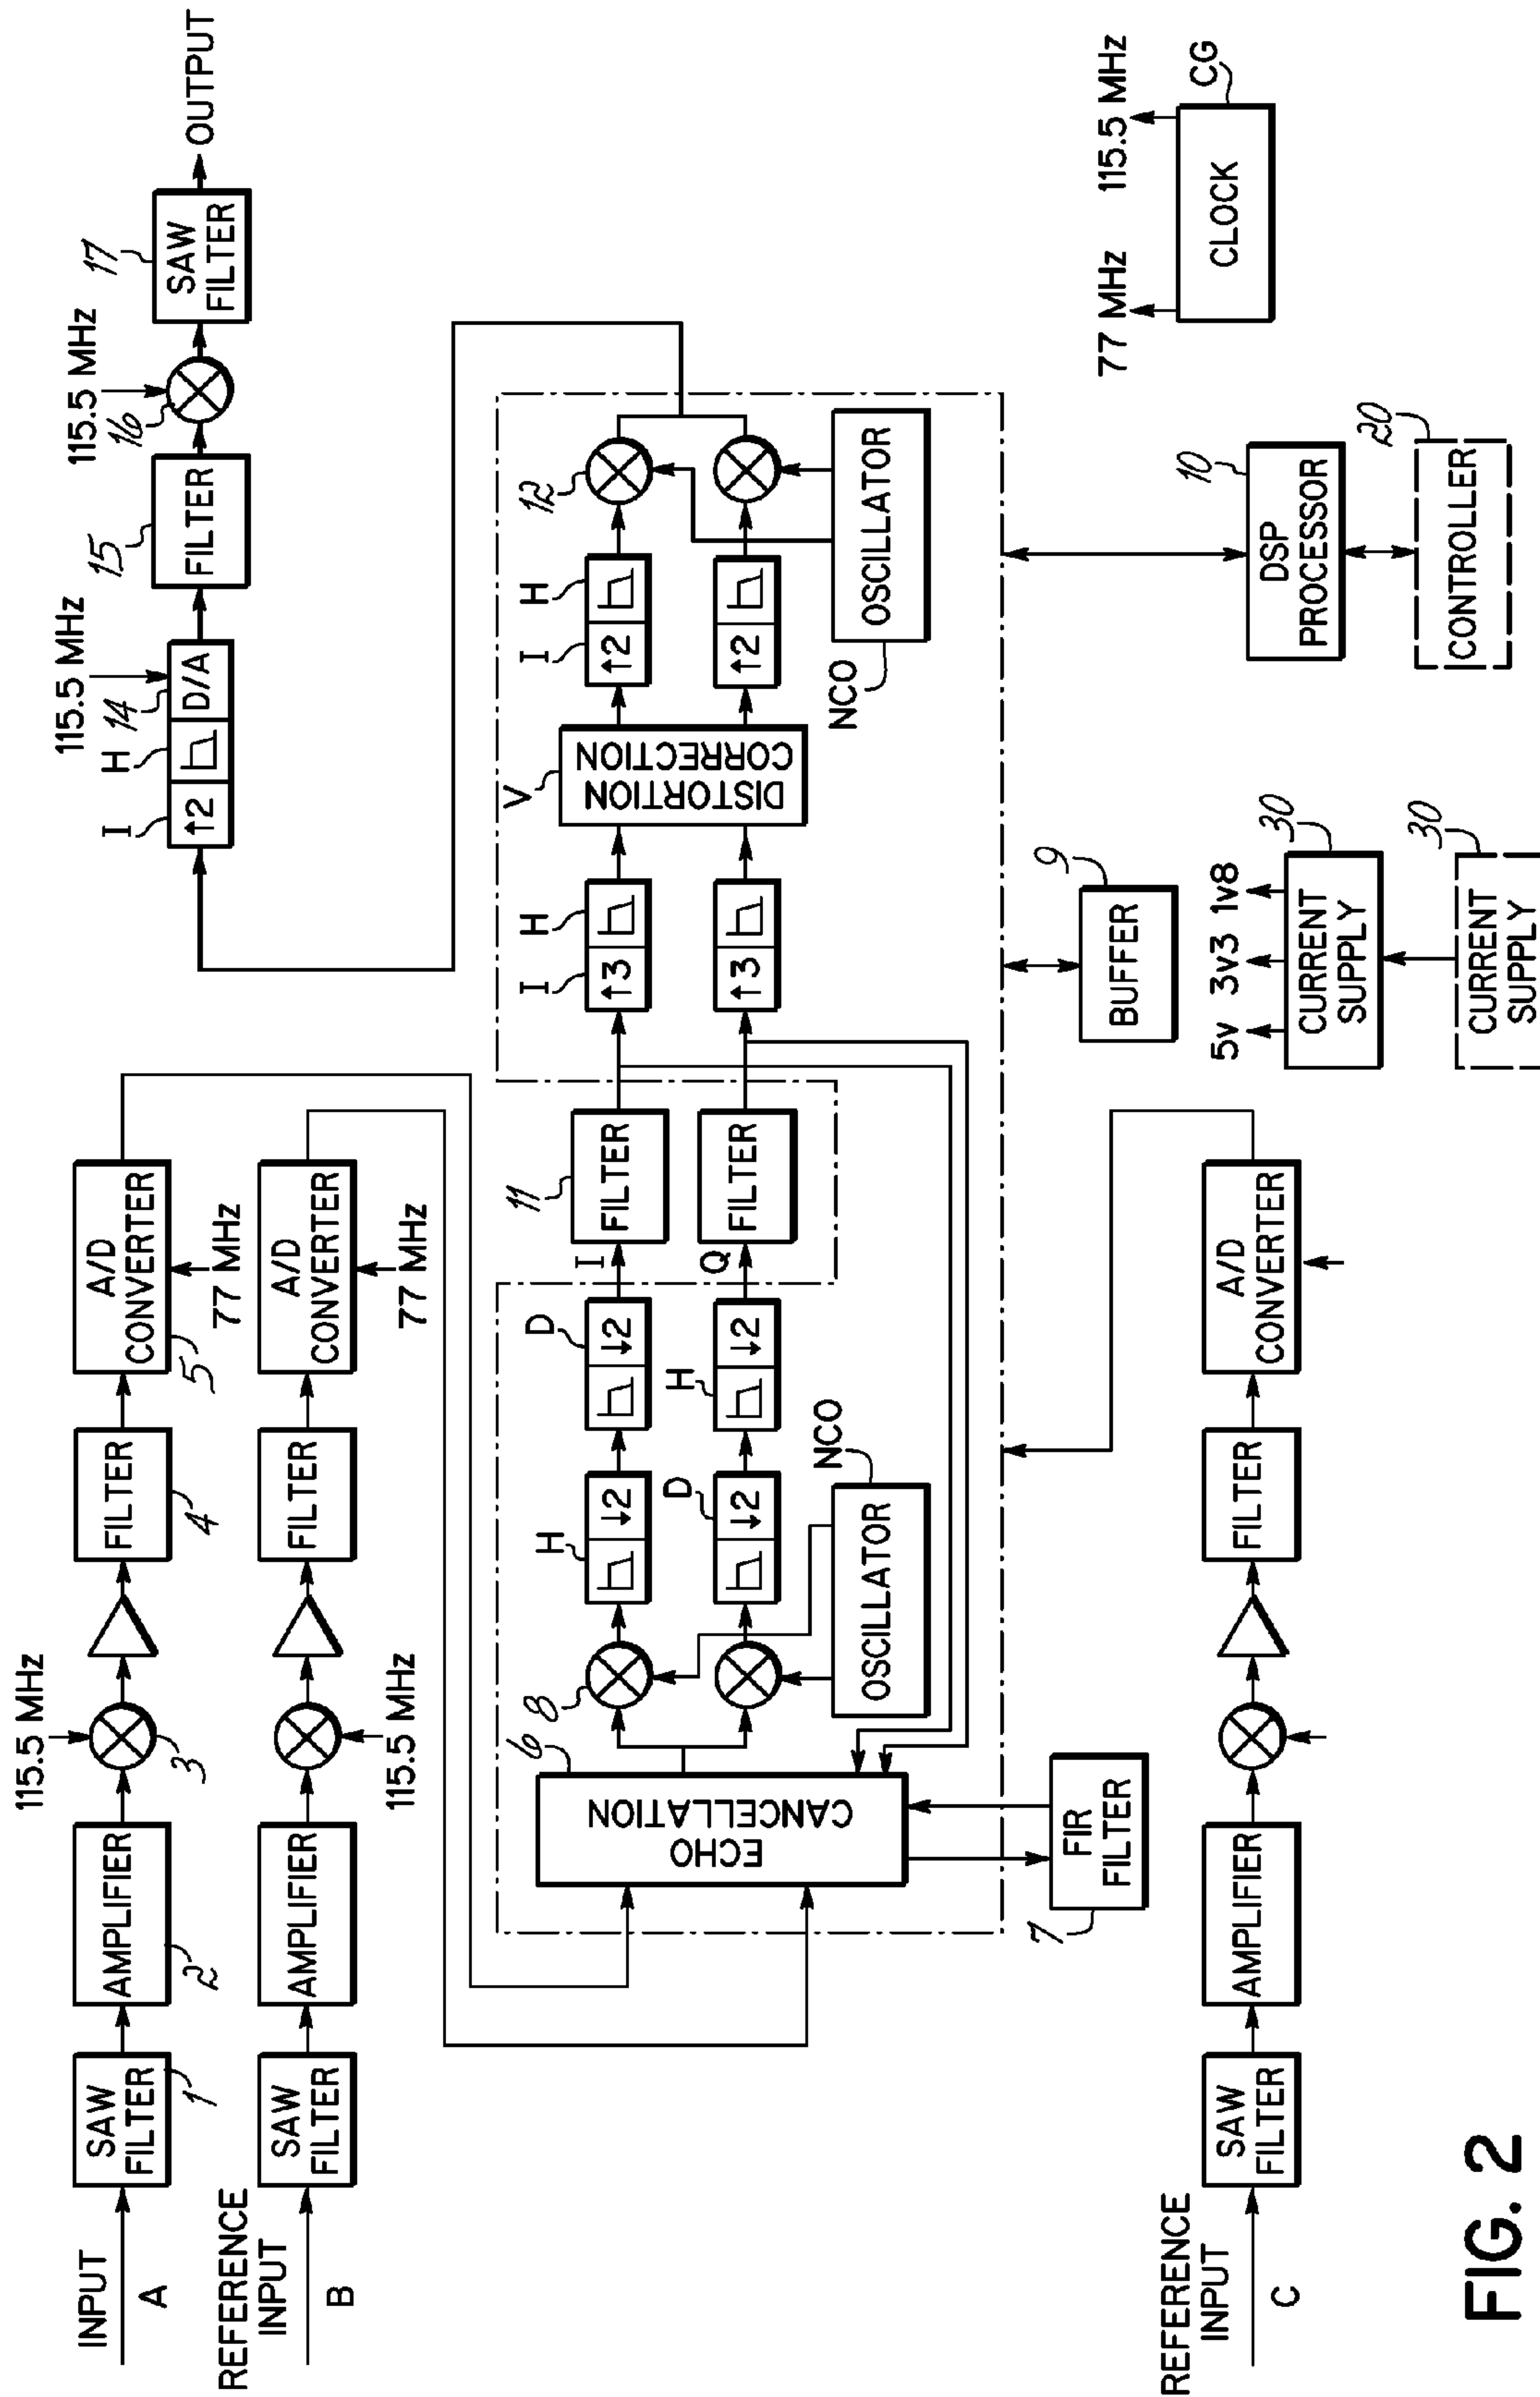 INPUT
A
SAW
FILTER
1
AMPLIFIER
2
115.5 MHz
3
FILTER
4
A/D
CONVERTER
5
77 MHz
REFERENCE
INPUT
B
SAW
FILTER
AMPLIFIER
115.5 MHz
FILTER
A/D
CONVERTER
77 MHz
I
↑2
H
14
D/A
115.5 MHz
15
FILTER
115.5 MHz
16
17
SAW
FILTER
OUTPUT
6
ECHO
CANCELLATION
8
H
↓2
D
↓2
I
11
FILTER
I
↑3
H
V
DISTORTION
CORRECTION
I
↑2
H
12
D
↓2
H
↓2
Q
FILTER
↑3
↑2
OSCILLATOR
NCO
NCO
OSCILLATOR
7
FIR
FILTER
BUFFER
9
5v 3v3 1v8
CURRENT
SUPPLY
30
CURRENT
SUPPLY
30
DSP
PROCESSOR
10
CONTROLLER
20
77 MHz
115.5 MHz
CLOCK
CG
REFERENCE
INPUT
C
SAW
FILTER
AMPLIFIER
FILTER
A/D
CONVERTER
FIG. 2